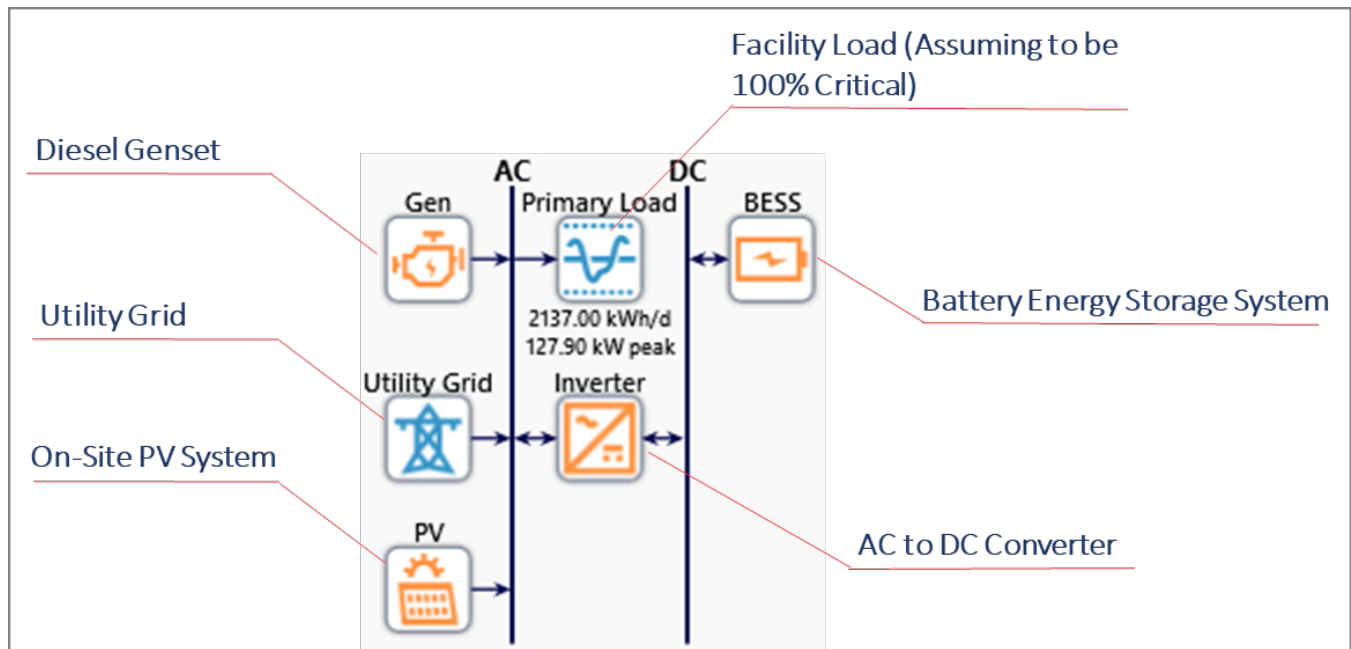 Facility Load (Assuming to be
100% Critical)
Diesel Genset
AC
DC
Gen
Primary Load
BESS
2137.00 kWh/d
127.90 kW peak
Utility Grid
Battery Energy Storage System
Utility Grid
Inverter
On-Site PV System
PV
AC to DC Converter